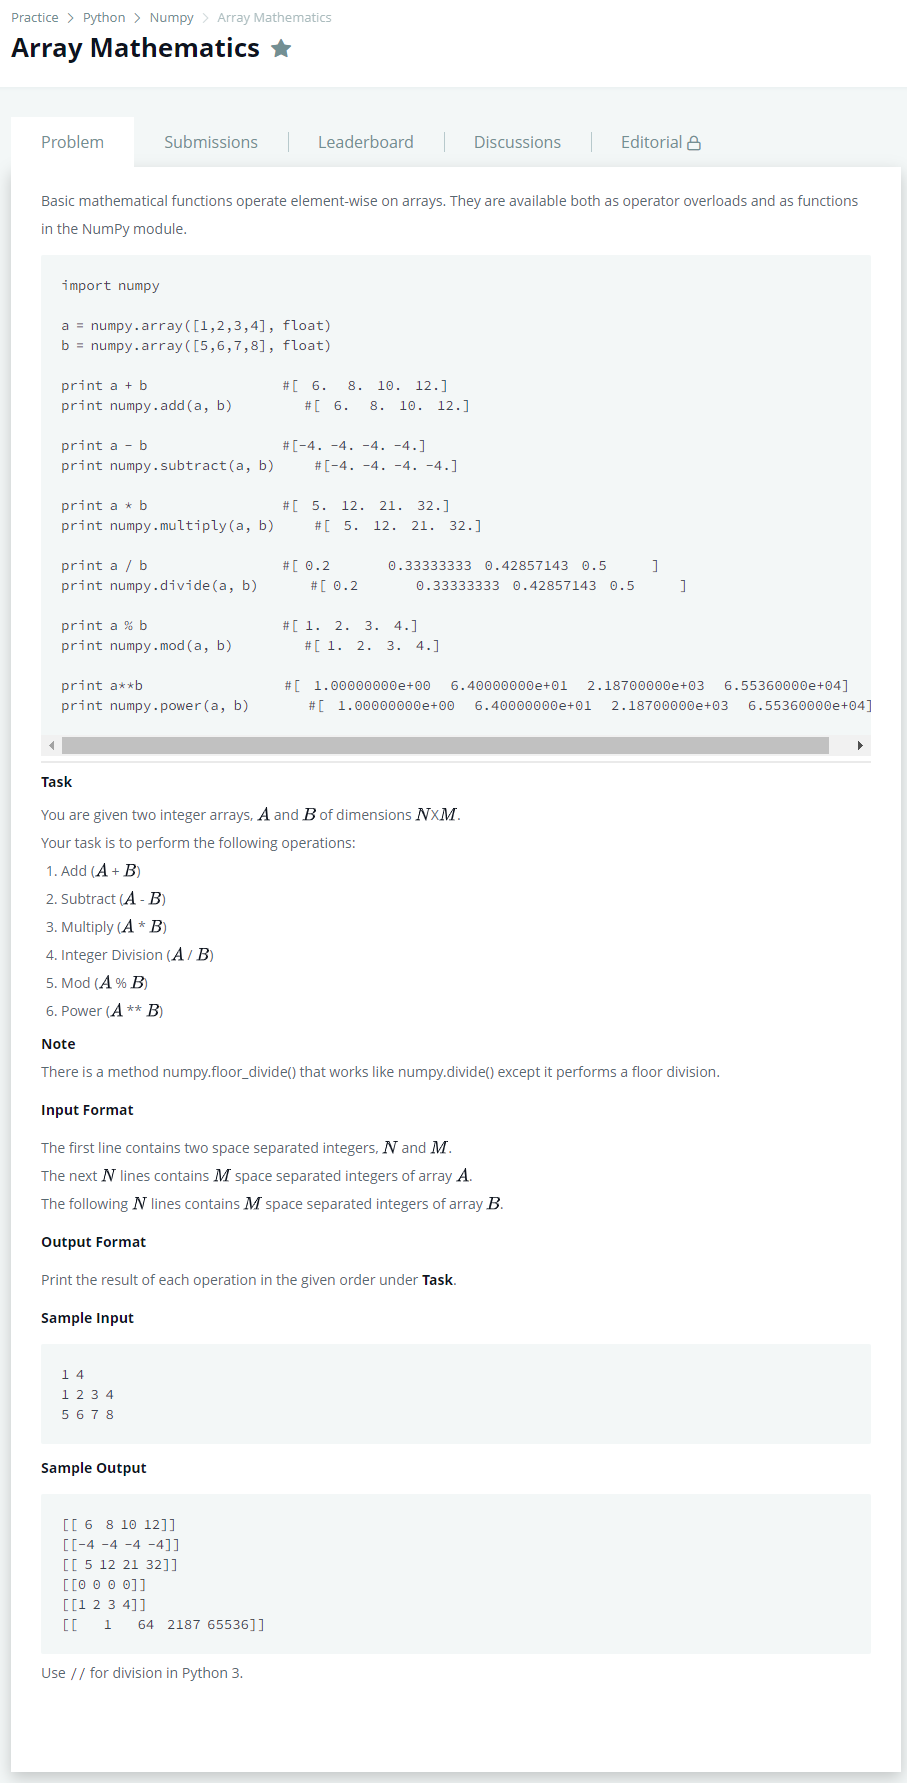 Practice > Python > Numpy > Array Mathematics
Array Mathematics
Problem Submissions Leaderboard Discussions Editorial
Basic mathematical functions operate element-wise on arrays. They are available both as operator overloads and as functions
in the NumPy module.
import numpy
a = numpy.array([1,2,3,4], float)
b = numpy.array([5,6,7,8], float)
print a + b                 #[  6.   8.  10.  12.]
print numpy.add(a, b)         #[  6.   8.  10.  12.]
print a - b                 #[-4. -4. -4. -4.]
print numpy.subtract(a, b)     #[-4. -4. -4. -4.]
print a * b                 #[  5.  12.  21.  32.]
print numpy.multiply(a, b)     #[  5.  12.  21.  32.]
print a / b                 #[ 0.2       0.33333333  0.42857143  0.5      ]
print numpy.divide(a, b)       #[ 0.2       0.33333333  0.42857143  0.5      ]
print a % b                 #[ 1.  2.  3.  4.]
print numpy.mod(a, b)         #[ 1.  2.  3.  4.]
print a**b                  #[  1.00000000e+00   6.40000000e+01   2.18700000e+03   6.55360000e+04]
print numpy.power(a, b)       #[  1.00000000e+00   6.40000000e+01   2.18700000e+03   6.55360000e+04]
Task
You are given two integer arrays, A and B of dimensions NXM.
Your task is to perform the following operations:
1. Add (A + B)
2. Subtract (A - B)
3. Multiply (A * B)
4. Integer Division (A / B)
5. Mod (A % B)
6. Power (A ** B)
Note
There is a method numpy.floor_divide() that works like numpy.divide() except it performs a floor division.
Input Format
The first line contains two space separated integers, N and M.
The next N lines contains M space separated integers of array A.
The following N lines contains M space separated integers of array B.
Output Format
Print the result of each operation in the given order under Task.
Sample Input
1 4
1 2 3 4
5 6 7 8
Sample Output
[[ 6  8 10 12]]
[[-4 -4 -4 -4]]
[[ 5 12 21 32]]
[[0 0 0 0]]
[[1 2 3 4]]
[[    1    64  2187 65536]]
Use // for division in Python 3.